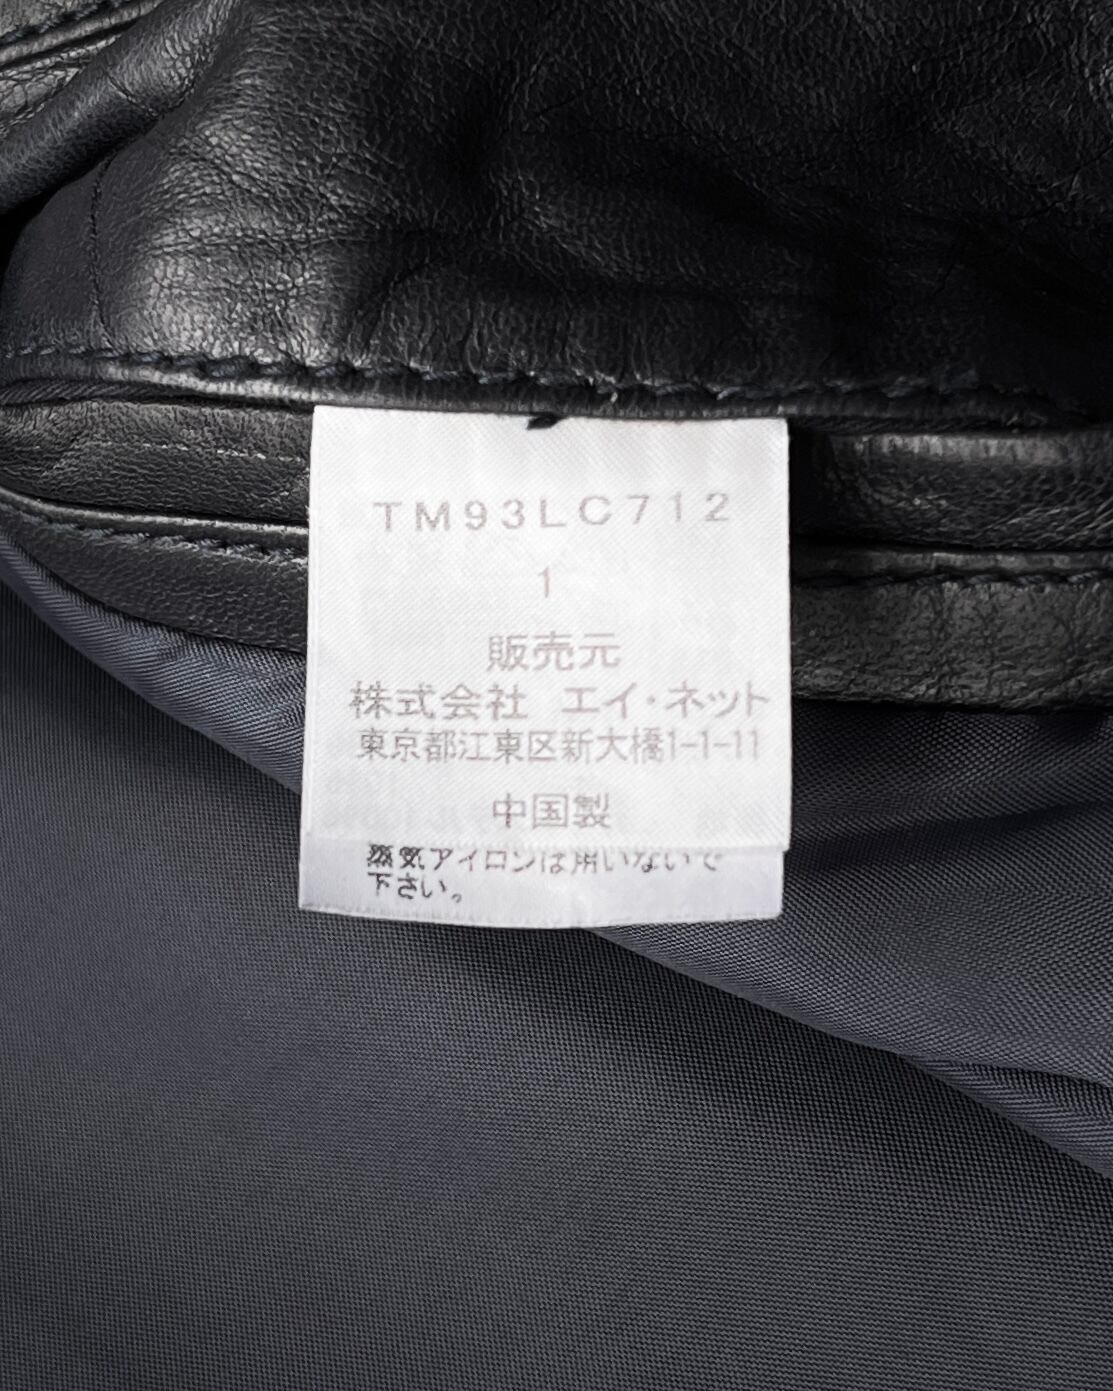 TM93LC712
1
販売元
株式会社 エイ・ネット
東京都江東区新大橋1-1-11
中国製
蒸気アイロンは用いないで
下さい。